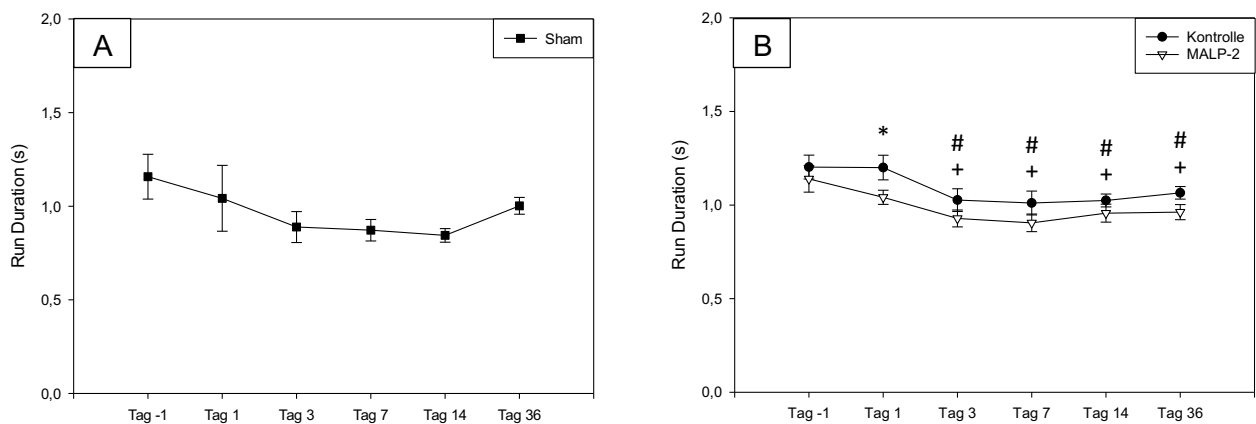 A
Sham
Run Duration (s)
2,0
1,5
1,0
0,5
0,0
Tag -1 Tag 1 Tag 3 Tag 7 Tag 14 Tag 36
B
Kontrolle
MALP-2
Run Duration (s)
2,0
1,5
1,0
0,5
0,0
* # # # #
+ + + +
Tag -1 Tag 1 Tag 3 Tag 7 Tag 14 Tag 36